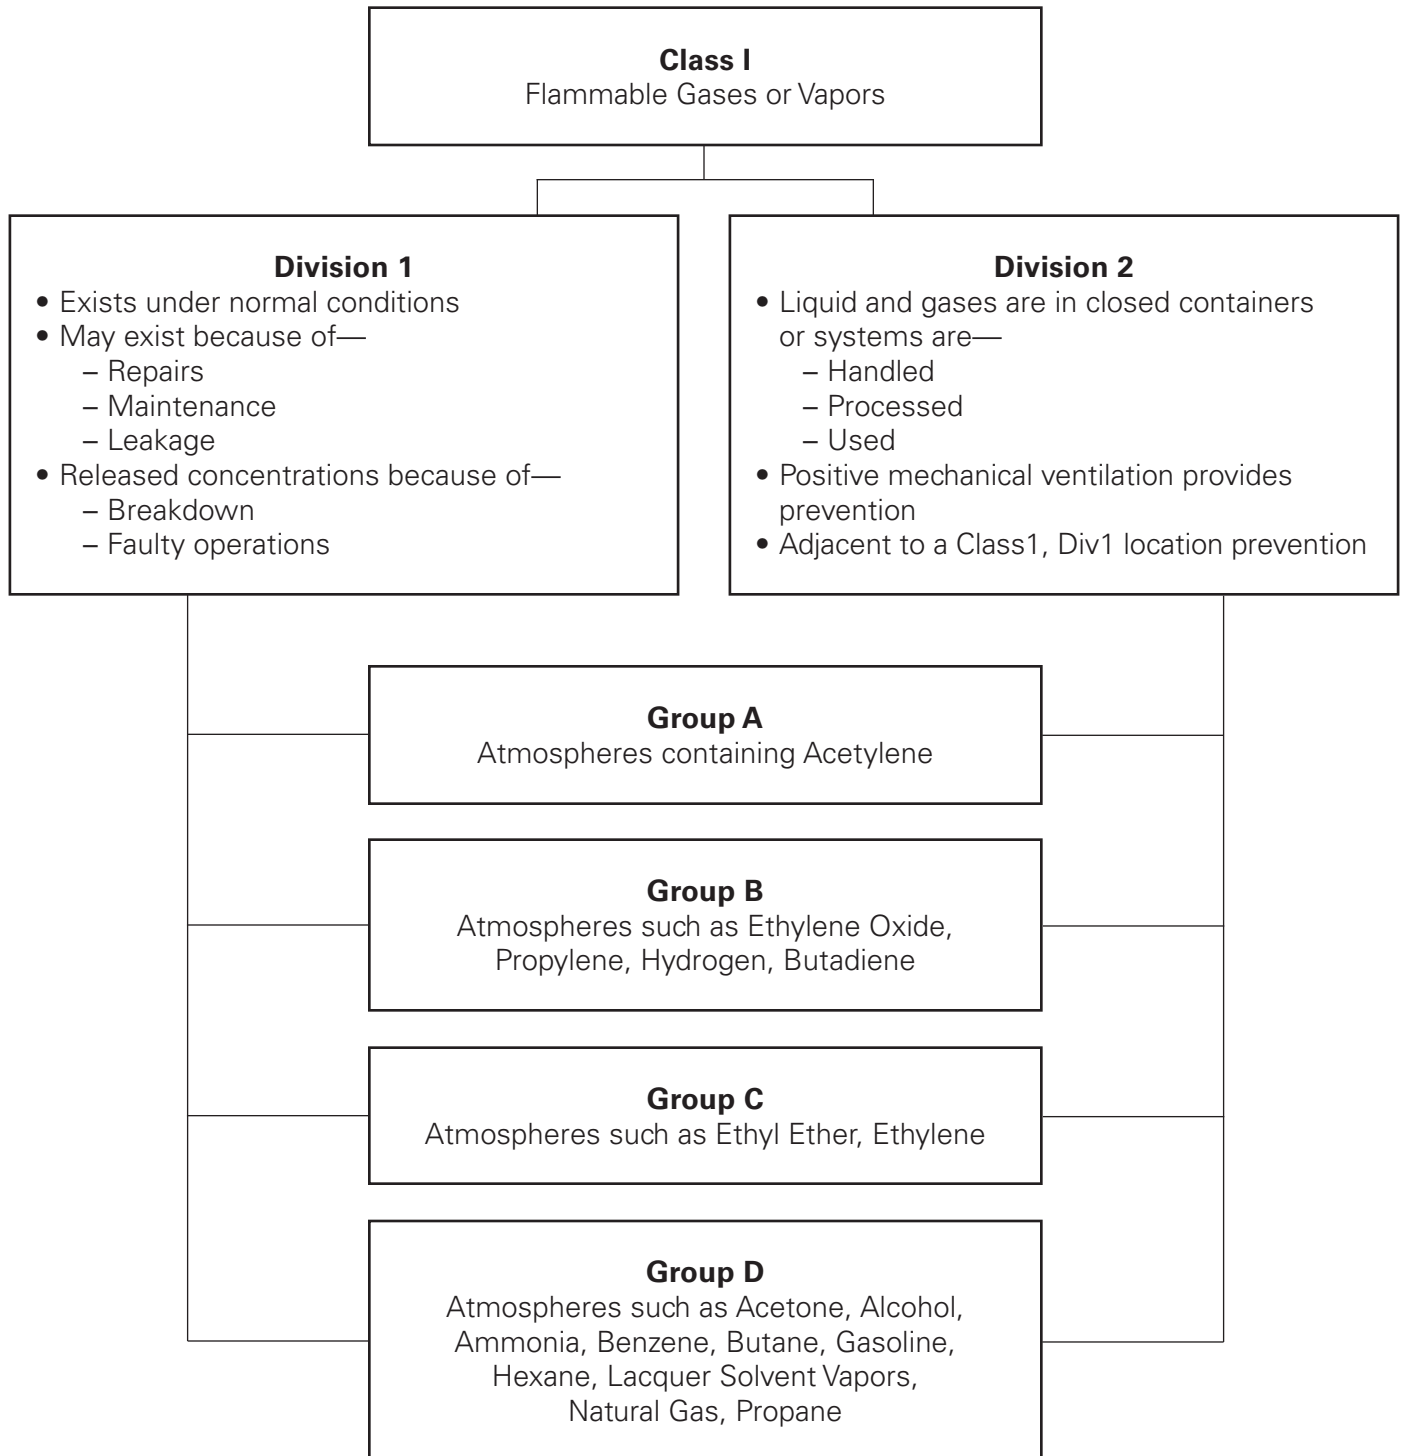 Class I
Flammable Gases or Vapors
Division 1
• Exists under normal conditions
• May exist because of—
– Repairs
– Maintenance
– Leakage
• Released concentrations because of—
– Breakdown
– Faulty operations
Division 2
• Liquid and gases are in closed containers
or systems are—
– Handled
– Processed
– Used
• Positive mechanical ventilation provides
prevention
• Adjacent to a Class1, Div1 location prevention
Group A
Atmospheres containing Acetylene
Group B
Atmospheres such as Ethylene Oxide,
Propylene, Hydrogen, Butadiene
Group C
Atmospheres such as Ethyl Ether, Ethylene
Group D
Atmospheres such as Acetone, Alcohol,
Ammonia, Benzene, Butane, Gasoline,
Hexane, Lacquer Solvent Vapors,
Natural Gas, Propane